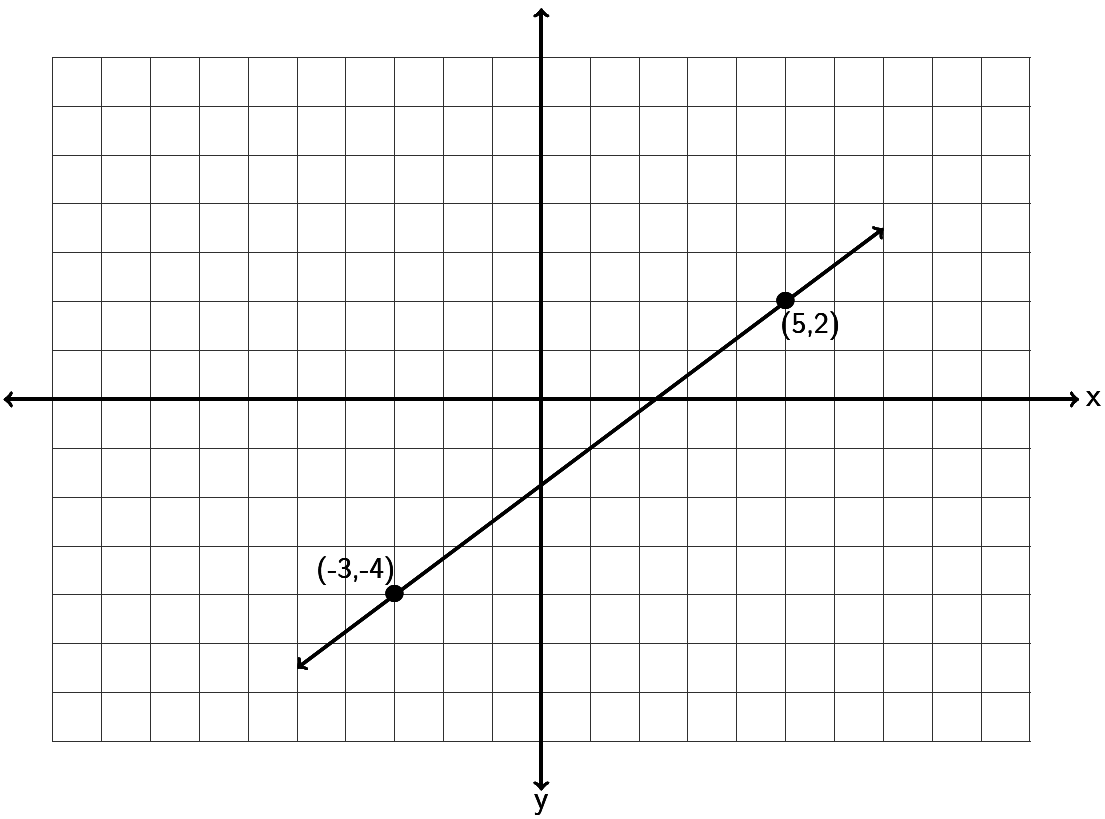 (5,2)
x
(-3,-4)
y